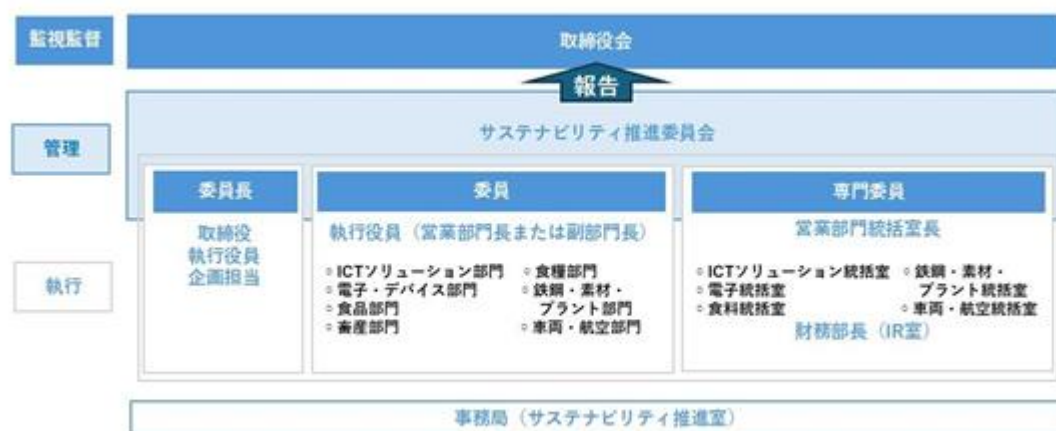 監視監督
取締役会
報告
管理
サステナビリティ推進委員会
委員長
取締役
執行役員
企画担当
委員
執行役員（営業部門長または副部門長）
○ ICTソリューション部門
○ 電子・デバイス部門
○ 食品部門
○ 畜産部門
○ 食糧部門
○ 鉄鋼・素材・
プラント部門
○ 車両・航空部門
専門委員
営業部門統括室長
○ ICTソリューション統括室
○ 電子統括室
○ 食料統括室
○ 鉄鋼・素材・
プラント統括室
○ 車両・航空統括室
財務部長（IR室）
執行
事務局（サステナビリティ推進室）